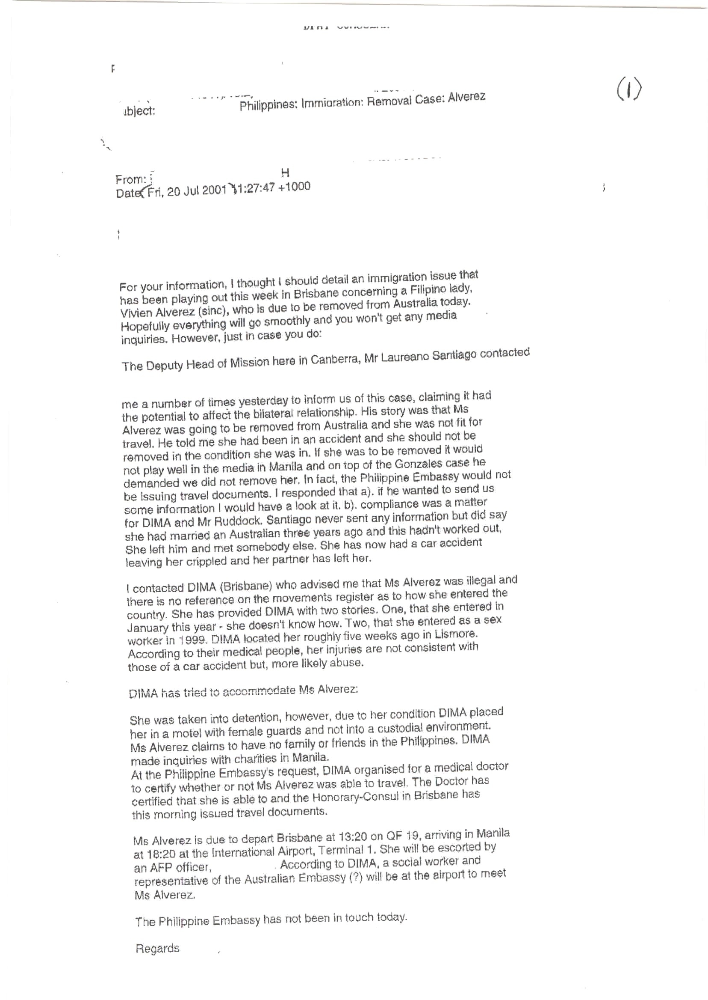 (1)
ubject: Philippines: Immigration: Removal Case: Alverez
From:
H
Date: Fri, 20 Jul 2001 11:27:47 +1000
For your information, I thought I should detail an immigration issue that
has been playing out this week in Brisbane concerning a Filipino lady,
Vivien Alverez (sinc), who is due to be removed from Australia today.
Hopefully everything will go smoothly and you won't get any media
inquiries. However, just in case you do:
The Deputy Head of Mission here in Canberra, Mr Laureano Santiago contacted
me a number of times yesterday to inform us of this case, claiming it had
the potential to affect the bilateral relationship. His story was that Ms
Alverez was going to be removed from Australia and she was not fit for
travel. He told me she had been in an accident and she should not be
removed in the condition she was in. If she was to be removed it would
not play well in the media in Manila and on top of the Gonzales case he
demanded we did not remove her. In fact, the Philippine Embassy would not
be issuing travel documents. I responded that a). if he wanted to send us
some information I would have a look at it. b). compliance was a matter
for DIMA and Mr Ruddock. Santiago never sent any information but did say
she had married an Australian three years ago and this hadn't worked out,
She left him and met somebody else. She has now had a car accident
leaving her crippled and her partner has left her.
I contacted DIMA (Brisbane) who advised me that Ms Alverez was illegal and
there is no reference on the movements register as to how she entered the
country. She has provided DIMA with two stories. One, that she entered in
January this year - she doesn't know how. Two, that she entered as a sex
worker in 1999. DIMA located her roughly five weeks ago in Lismore.
According to their medical people, her injuries are not consistent with
those of a car accident but, more likely abuse.
DIMA has tried to accommodate Ms Alverez:
She was taken into detention, however, due to her condition DIMA placed
her in a motel with female guards and not into a custodial environment.
Ms Alverez claims to have no family or friends in the Philippines. DIMA
made inquiries with charities in Manila.
At the Philippine Embassy's request, DIMA organised for a medical doctor
to certify whether or not Ms Alverez was able to travel. The Doctor has
certified that she is able to and the Honorary-Consul in Brisbane has
this morning issued travel documents.
Ms Alverez is due to depart Brisbane at 13:20 on QF 19, arriving in Manila
at 18:20 at the International Airport, Terminal 1. She will be escorted by
an AFP officer, . According to DIMA, a social worker and
representative of the Australian Embassy (?) will be at the airport to meet
Ms Alverez.
The Philippine Embassy has not been in touch today.
Regards